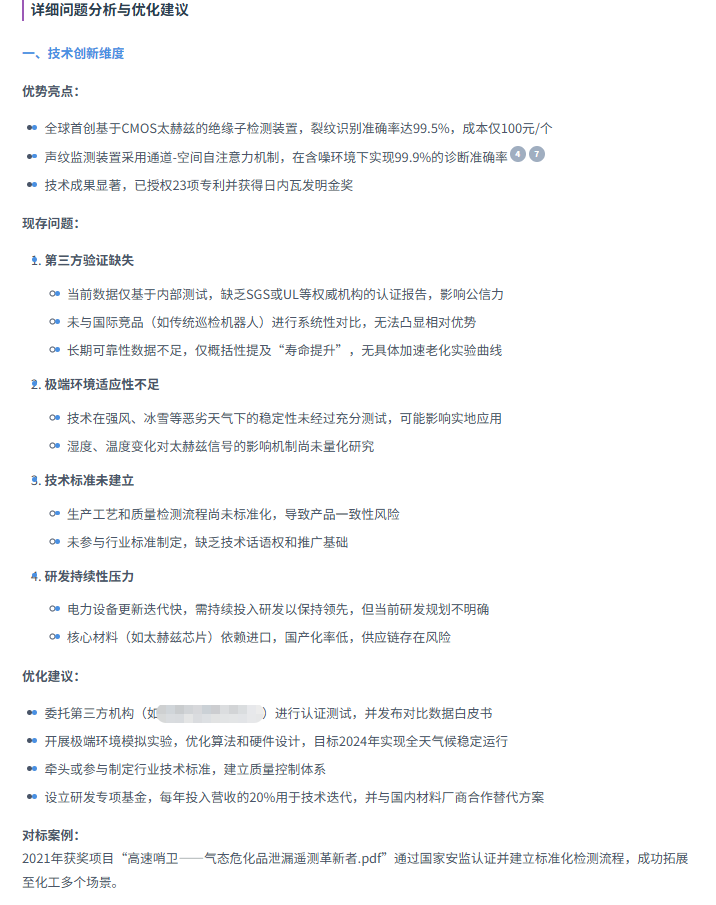 详细问题分析与优化建议
一、技术创新维度
优势亮点：
全球首创基于CMOS太赫兹的绝缘子检测装置，裂纹识别准确率达99.5%，成本仅100元/个
声纹监测装置采用通道-空间自注意力机制，在含噪环境下实现99.9%的诊断准确率 4 7
技术成果显著，已授权23项专利并获得日内瓦发明金奖
现存问题：
1. 第三方验证缺失
当前数据仅基于内部测试，缺乏SGS或UL等权威机构的认证报告，影响公信力
未与国际竞品（如传统巡检机器人）进行系统性对比，无法凸显相对优势
长期可靠性数据不足，仅概括性提及“寿命提升”，无具体加速老化实验曲线
2. 极端环境适应性不足
技术在强风、冰雪等恶劣天气下的稳定性未经过充分测试，可能影响实地应用
湿度、温度变化对太赫兹信号的影响机制尚未量化研究
3. 技术标准未建立
生产工艺和质量检测流程尚未标准化，导致产品一致性风险
未参与行业标准制定，缺乏技术话语权和推广基础
4. 研发持续性压力
电力设备更新迭代快，需持续投入研发以保持领先，但当前研发规划不明确
核心材料（如太赫兹芯片）依赖进口，国产化率低，供应链存在风险
优化建议：
委托第三方机构（如）进行认证测试，并发布对比数据白皮书
开展极端环境模拟实验，优化算法和硬件设计，目标2024年实现全天气候稳定运行
牵头或参与制定行业技术标准，建立质量控制体系
设立研发专项基金，每年投入营收的20%用于技术迭代，并与国内材料厂商合作替代方案
对标案例：
2021年获奖项目“高速哨卫——气态危化品泄漏遥测革新者.pdf”通过国家安监认证并建立标准化检测流程，成功拓展
至化工多个场景。